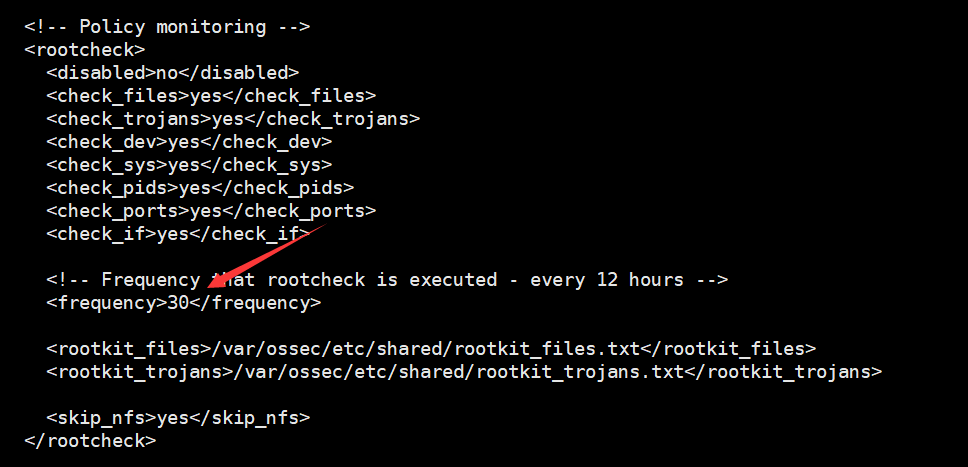 <!-- Policy monitoring -->
<rootcheck>
<disabled>no</disabled>
<check_files>yes</check_files>
<check_trojans>yes</check_trojans>
<check_dev>yes</check_dev>
<check_sys>yes</check_sys>
<check_pids>yes</check_pids>
<check_ports>yes</check_ports>
<check_if>yes</check_if>
<!-- Frequency that rootcheck is executed - every 12 hours -->
<frequency>30</frequency>
<rootkit_files>/var/ossec/etc/shared/rootkit_files.txt</rootkit_files>
<rootkit_trojans>/var/ossec/etc/shared/rootkit_trojans.txt</rootkit_trojans>
<skip_nfs>yes</skip_nfs>
</rootcheck>